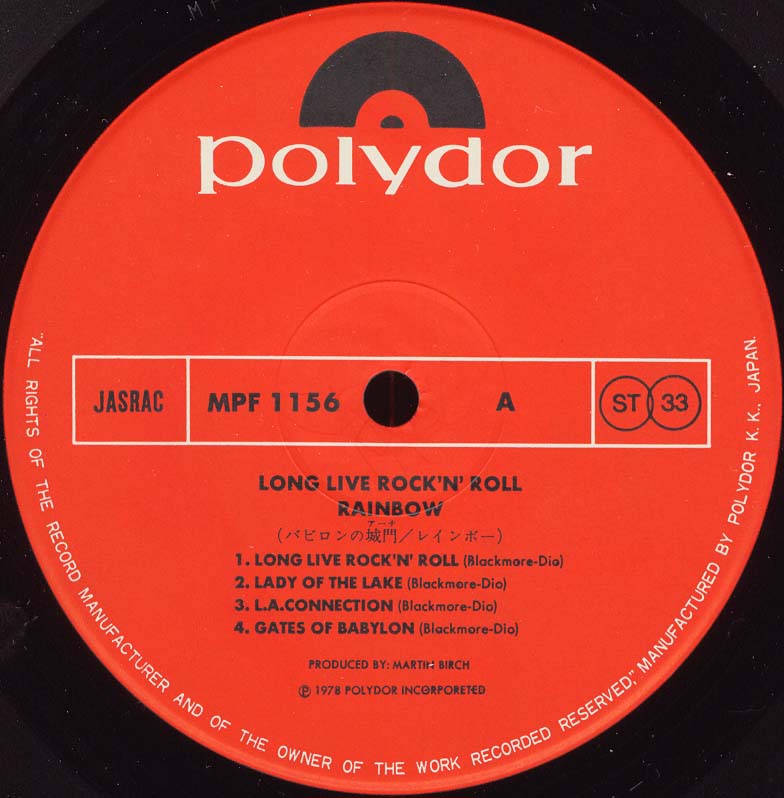 polydor
JASRAC
MPF 1156
A
ST 33
LONG LIVE ROCK'N' ROLL
RAINBOW
アーチ
(バビロンの城門/レインボー)
1. LONG LIVE ROCK'N' ROLL (Blackmore-Dio)
2. LADY OF THE LAKE (Blackmore-Dio)
3. L.A.CONNECTION (Blackmore-Dio)
4. GATES OF BABYLON (Blackmore-Dio)
PRODUCED BY: MARTIN BIRCH
Ⓟ 1978 POLYDOR INCORPORETED
"ALL RIGHTS OF THE RECORD MANUFACTURER AND OF THE OWNER OF THE WORK RECORDED RESERVED," MANUFACTURED BY POLYDOR K.K., JAPAN.